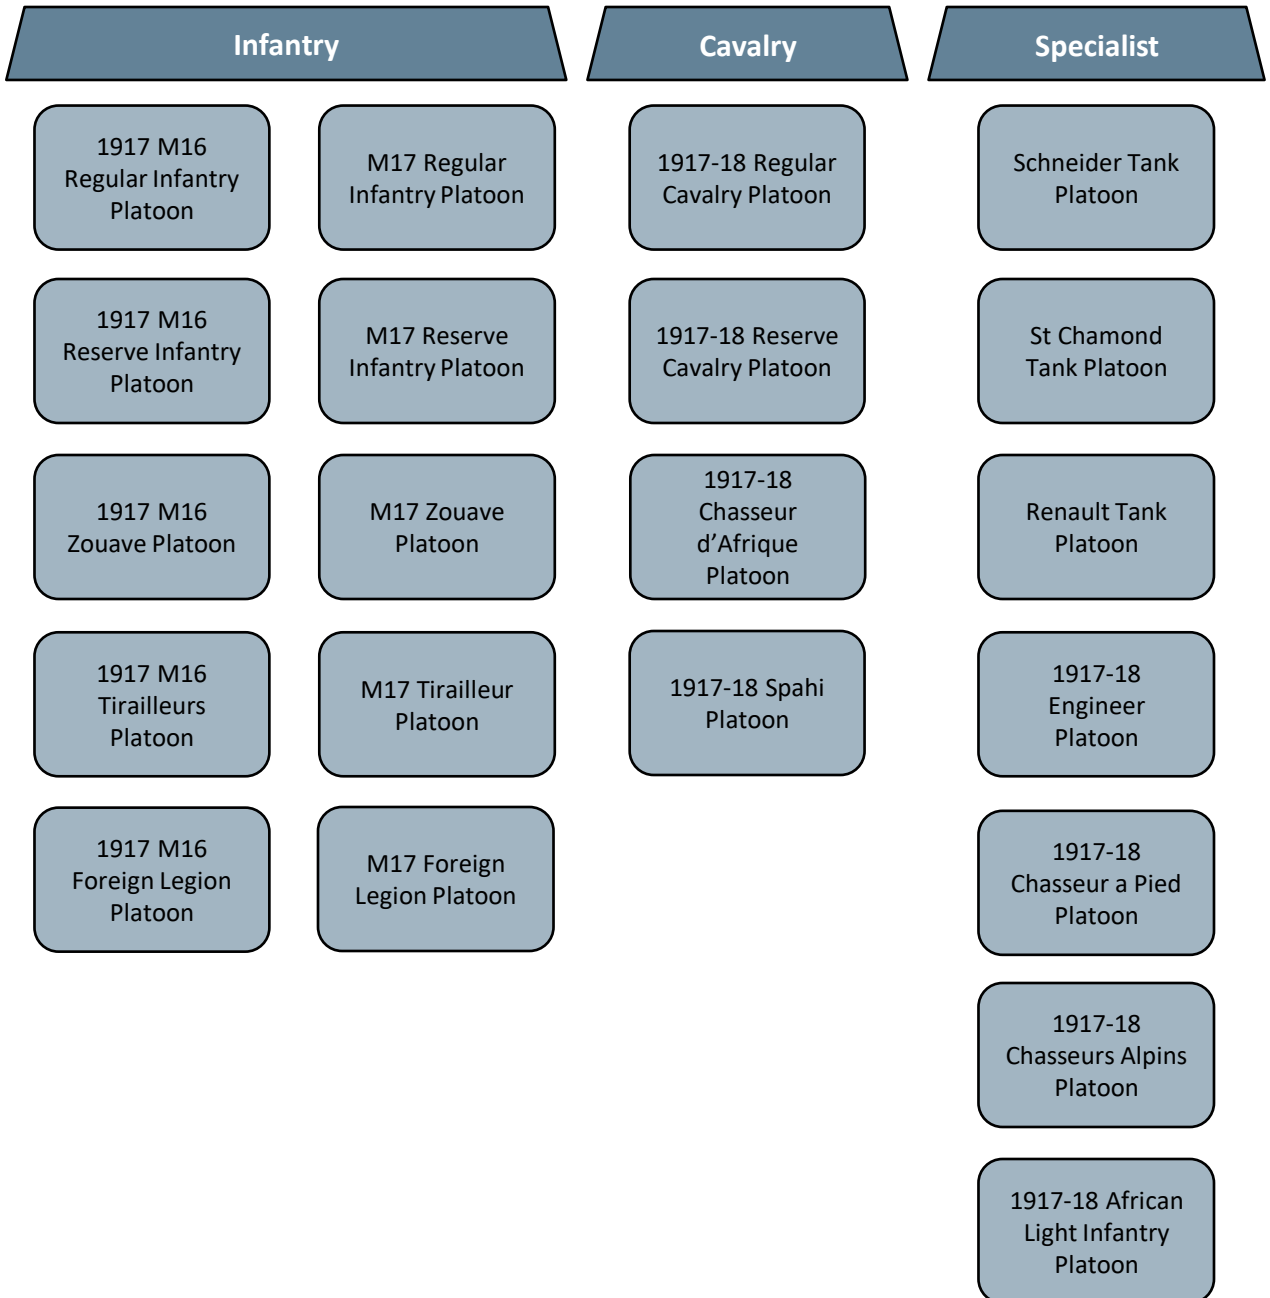 Infantry
1917 M16
Regular Infantry
Platoon
M17 Regular
Infantry Platoon
1917 M16
Reserve Infantry
Platoon
M17 Reserve
Infantry Platoon
1917 M16
Zouave Platoon
M17 Zouave
Platoon
1917 M16
Tirailleurs
Platoon
M17 Tirailleur
Platoon
1917 M16
Foreign Legion
Platoon
M17 Foreign
Legion Platoon
Cavalry
1917-18 Regular
Cavalry Platoon
1917-18 Reserve
Cavalry Platoon
1917-18
Chasseur
d’Afrique
Platoon
1917-18 Spahi
Platoon
Specialist
Schneider Tank
Platoon
St Chamond
Tank Platoon
Renault Tank
Platoon
1917-18
Engineer
Platoon
1917-18
Chasseur a Pied
Platoon
1917-18
Chasseurs Alpins
Platoon
1917-18 African
Light Infantry
Platoon